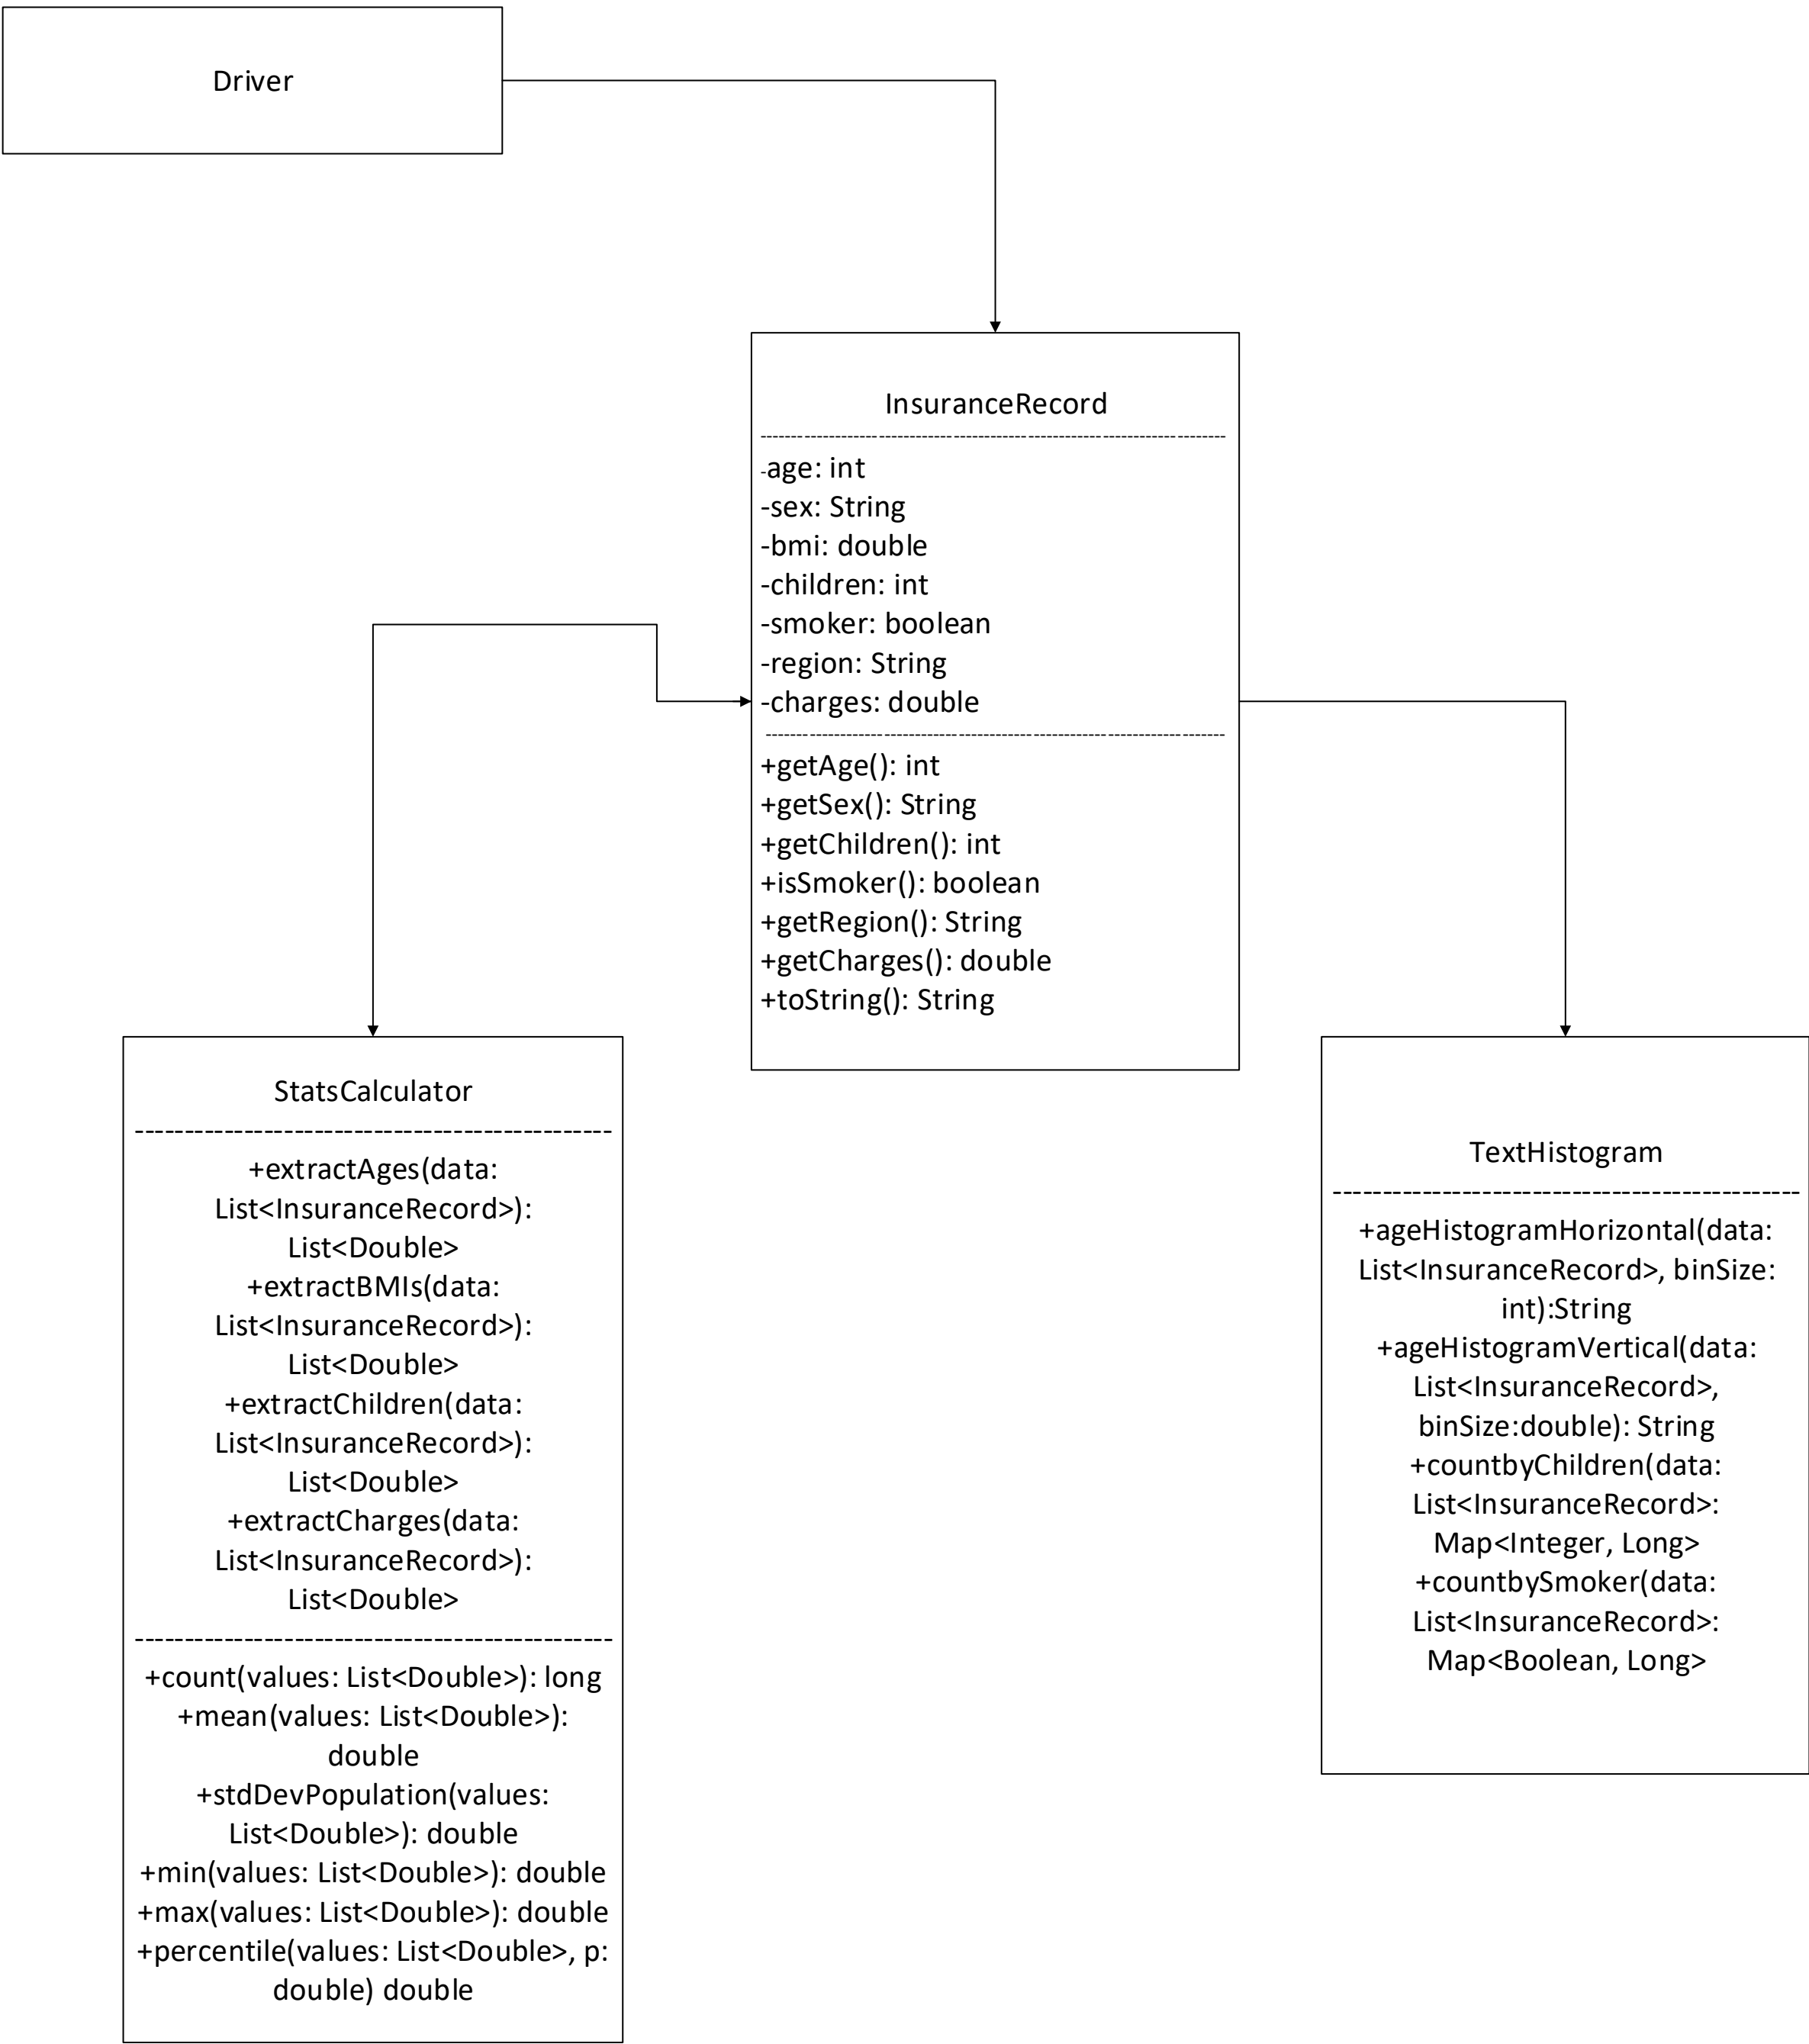 Driver
InsuranceRecord
-age: int
-sex: String
-bmi: double
-children: int
-smoker: boolean
-region: String
-charges: double
+getAge(): int
+getSex(): String
+getChildren(): int
+isSmoker(): boolean
+getRegion(): String
+getCharges(): double
+toString(): String
StatsCalculator
+extractAges(data:
List<InsuranceRecord>):
List<Double>
+extractBMIs(data:
List<InsuranceRecord>):
List<Double>
+extractChildren(data:
List<InsuranceRecord>):
List<Double>
+extractCharges(data:
List<InsuranceRecord>):
List<Double>
+count(values: List<Double>): long
+mean(values: List<Double>):
double
+stdDevPopulation(values:
List<Double>): double
+min(values: List<Double>): double
+max(values: List<Double>): double
+percentile(values: List<Double>, p:
double) double
TextHistogram
+ageHistogramHorizontal(data:
List<InsuranceRecord>, binSize:
int):String
+ageHistogramVertical(data:
List<InsuranceRecord>,
binSize:double): String
+countbyChildren(data:
List<InsuranceRecord>:
Map<Integer, Long>
+countbySmoker(data:
List<InsuranceRecord>:
Map<Boolean, Long>